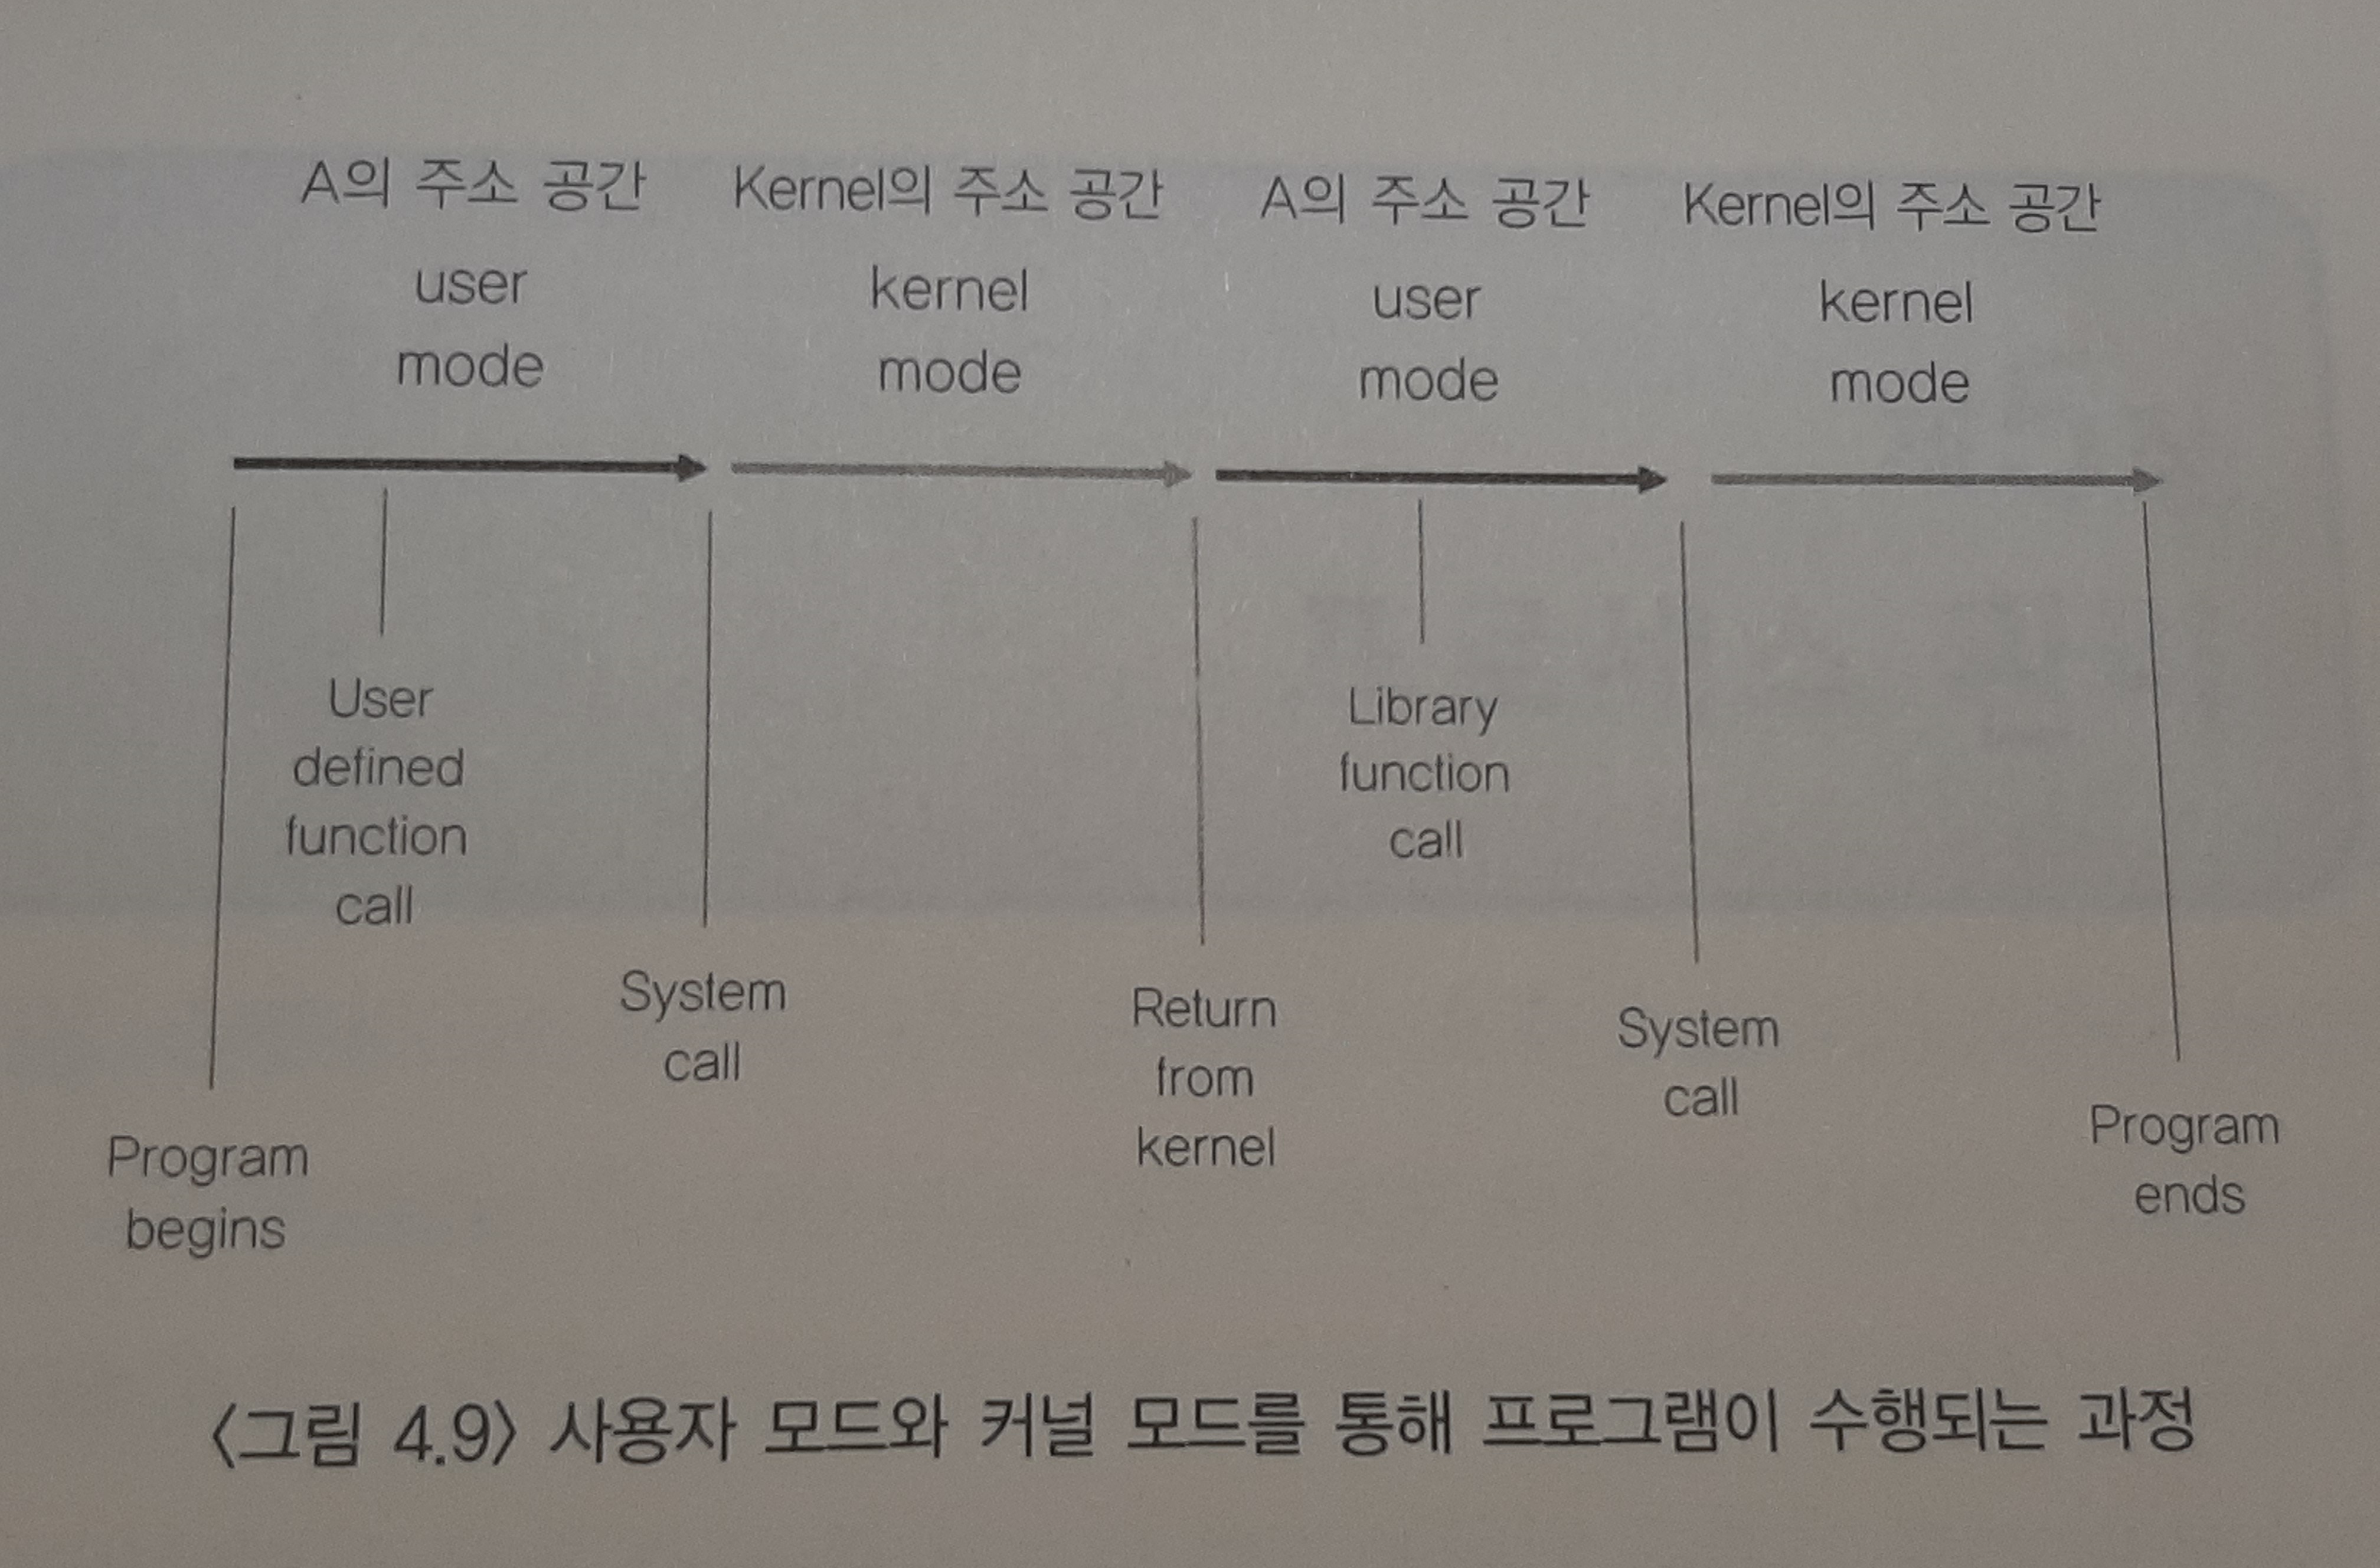 A의 주소 공간 Kernel의 주소 공간 A의 주소 공간 Kernel의 주소 공간
user kernel user kernel
mode mode mode mode
User
defined
function
call
Library
function
call
System
call
Return
from
kernel
System
call
Program
begins
Program
ends
〈그림 4.9〉 사용자 모드와 커널 모드를 통해 프로그램이 수행되는 과정